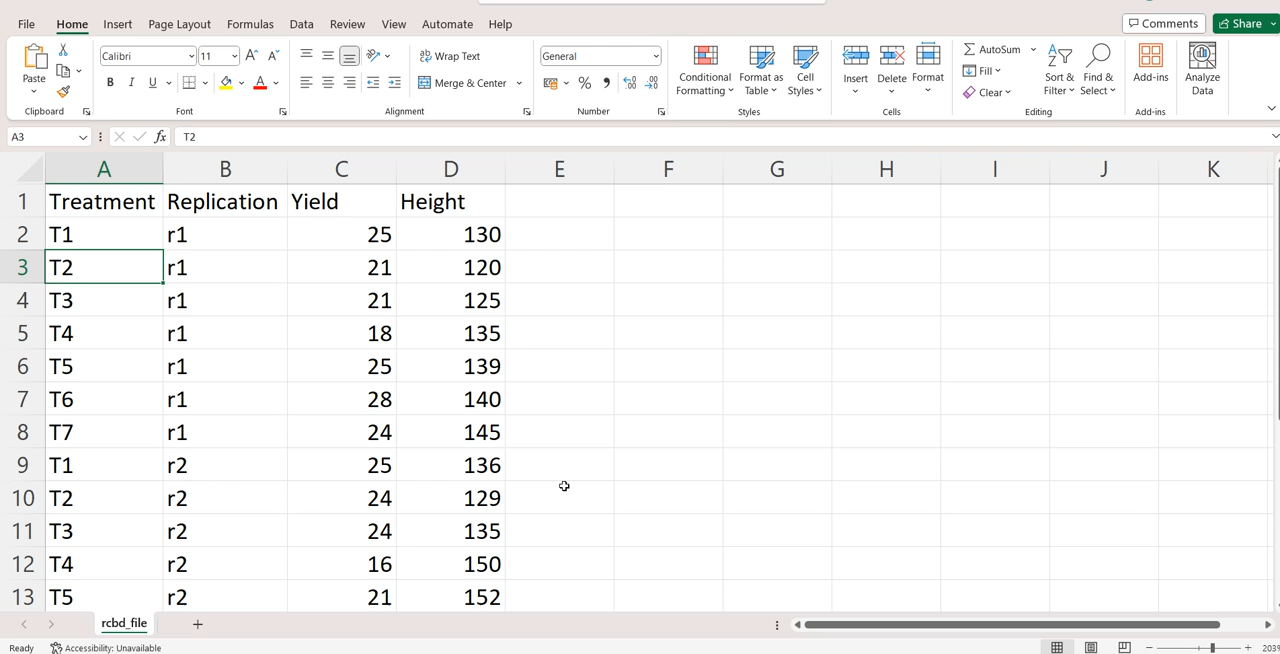 File Home Insert Page Layout Formulas Data Review View Automate Help Comments Share
Paste
Clipboard
Calibri 11 A A
B I U A
Font
ab Wrap Text
Merge & Center
Alignment
General
% , .00
Number
Conditional Formatting
Format as Table
Cell Styles
Styles
Insert Delete Format
Cells
AutoSum
Fill
Clear
Sort & Filter
Find & Select
Editing
Add-ins
Add-ins
Analyze Data
A3 fx T2
A B C D E F G H I J K
1 Treatment Replication Yield Height
2 T1 r1 25 130
3 T2 r1 21 120
4 T3 r1 21 125
5 T4 r1 18 135
6 T5 r1 25 139
7 T6 r1 28 140
8 T7 r1 24 145
9 T1 r2 25 136
10 T2 r2 24 129
11 T3 r2 24 135
12 T4 r2 16 150
13 T5 r2 21 152
rcbd_file
Ready Accessibility: Unavailable 203%